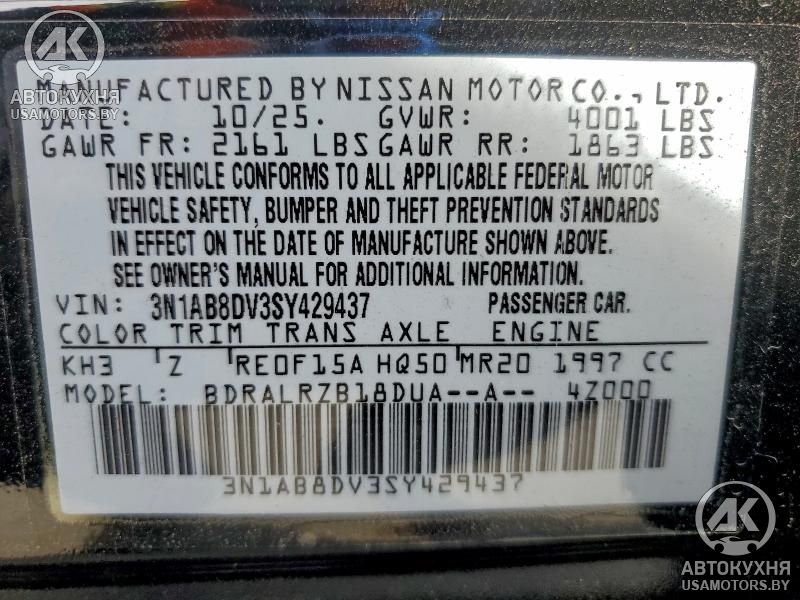 MANUFACTURED BY NISSAN MOTOR CO., LTD.
DATE: 10/25. GVWR: 4001 LBS
GAWR FR: 2161 LBS GAWR RR: 1863 LBS
THIS VEHICLE CONFORMS TO ALL APPLICABLE FEDERAL MOTOR
VEHICLE SAFETY, BUMPER AND THEFT PREVENTION STANDARDS
IN EFFECT ON THE DATE OF MANUFACTURE SHOWN ABOVE.
SEE OWNER'S MANUAL FOR ADDITIONAL INFORMATION.
VIN: 3N1AB8DV3SY429437 PASSENGER CAR.
COLOR TRIM TRANS AXLE ENGINE
KH3 Z RE0F15A HQ50 MR20 1997 CC
MODEL: BDRALRZB18DUA--A-- 4Z000
3N1AB8DV3SY429437
АК
АВТОКУХНЯ
USAMOTORS.BY
АК
АВТОКУХНЯ
USAMOTORS.BY